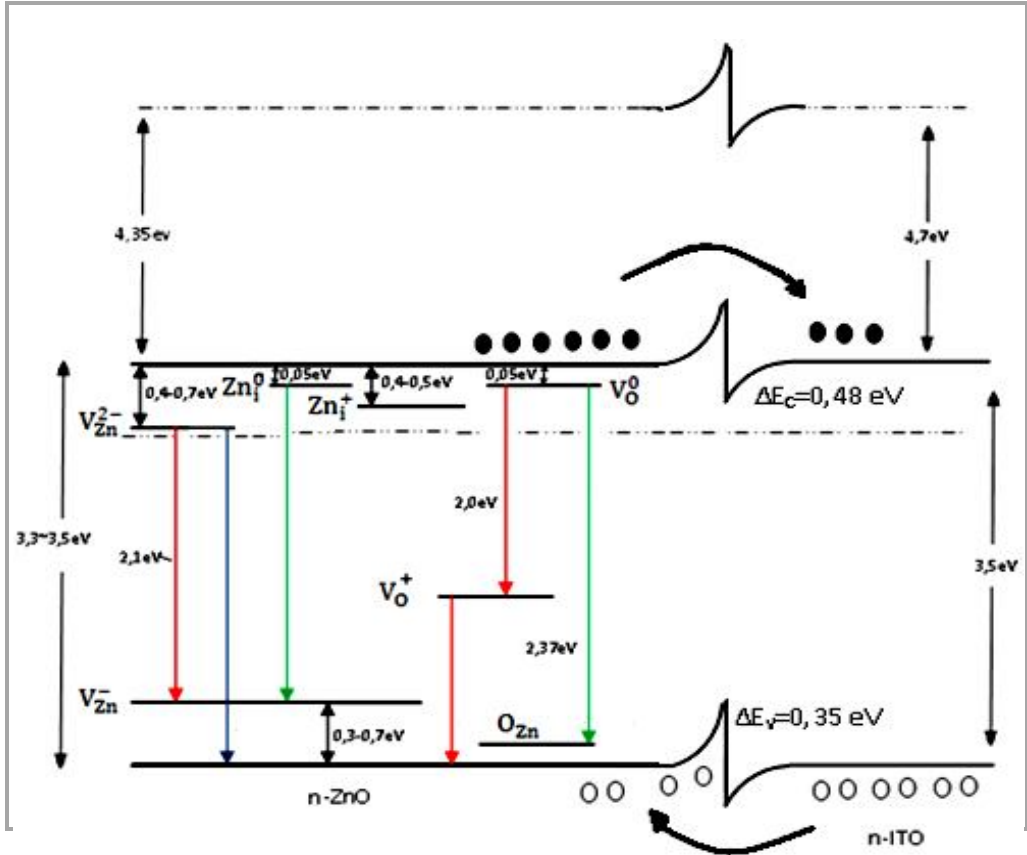 4,35ev
4,7eV
0,4-0,7eV
Zn_i^0
0,05eV
0,4-0,5eV
Zn_i^+
0,05eV
V_O^0
ΔE_C=0,48 eV
V_Zn^2-
3,3~3,5eV
2,1eV
2,0eV
3,5eV
V_O^+
2,37eV
V_Zn^-
0,3-0,7eV
O_Zn
ΔE_v=0,35 eV
n-ZnO
n-ITO